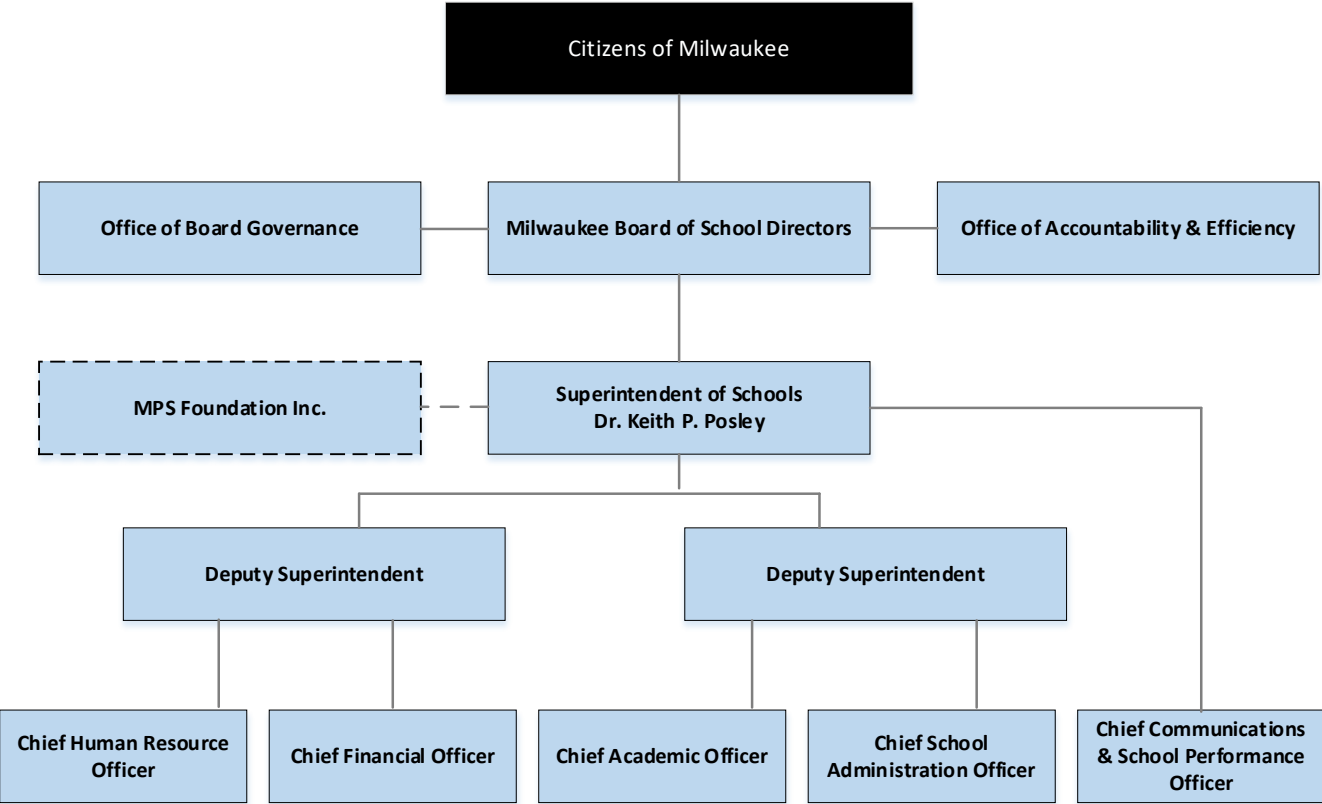 Citizens of Milwaukee
Office of Board Governance
Milwaukee Board of School Directors
Office of Accountability & Efficiency
MPS Foundation Inc.
Superintendent of Schools
Dr. Keith P. Posley
Deputy Superintendent
Deputy Superintendent
Chief Human Resource
Officer
Chief Financial Officer
Chief Academic Officer
Chief School
Administration Officer
Chief Communications
& School Performance
Officer